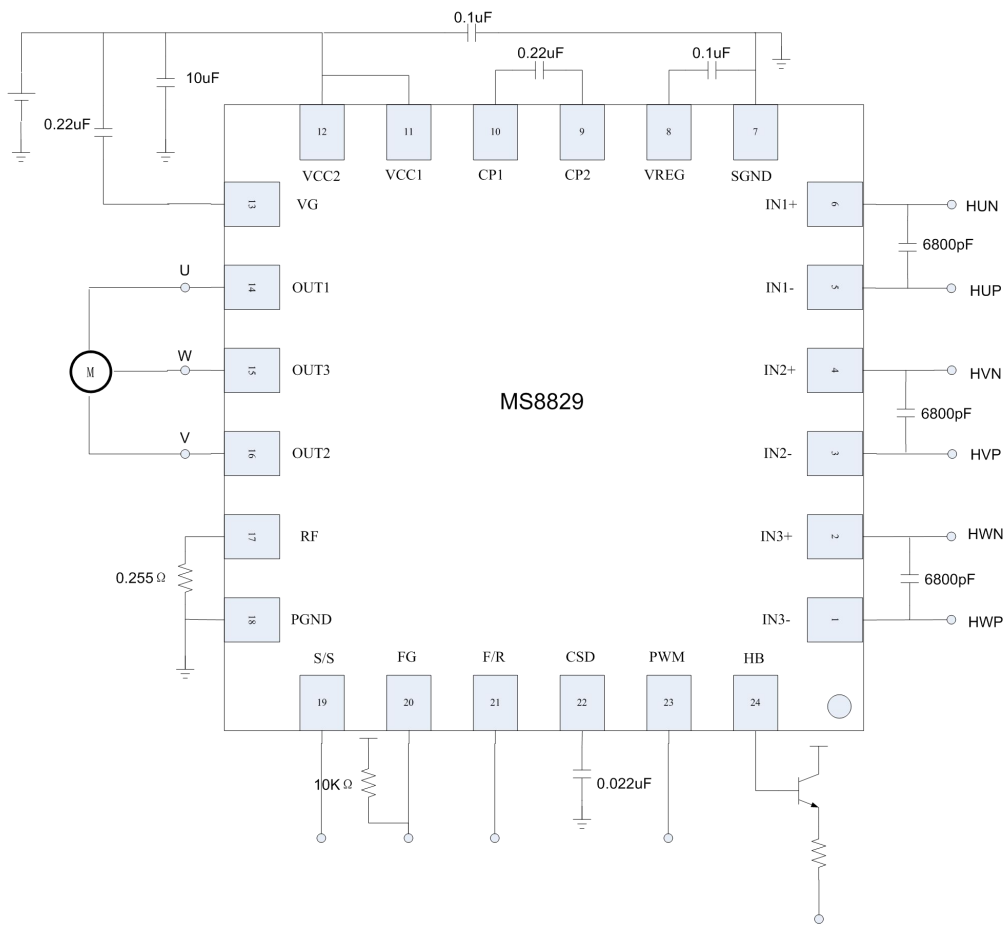 0.1uF
0.22uF
0.1uF
10uF
0.22uF
12
11
10
9
8
7
VCC2
VCC1
CP1
CP2
VREG
SGND
13
VG
IN1+
6
HUN
6800pF
U
14
OUT1
IN1-
5
HUP
W
M
15
OUT3
IN2+
4
HVN
MS8829
6800pF
V
16
OUT2
IN2-
3
HVP
17
RF
IN3+
2
HWN
0.255Ω
6800pF
18
PGND
IN3-
1
HWP
S/S
FG
F/R
CSD
PWM
HB
19
20
21
22
23
24
10KΩ
0.022uF